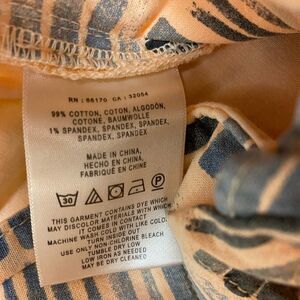 RN : 66170 CA : 32054
99% COTTON, COTON, ALGODÓN,
COTONE, BAUMWOLLE
1% SPANDEX, SPANDEX, SPANDEX,
SPANDEX, SPANDEX
MADE IN CHINA,
HECHO EN CHINA,
FABRIQUÉ EN CHINE
30 P
THIS GARMENT CONTAINS DYE WHICH
MAY DISCOLOR MATERIALS WITH WHICH
IT COMES IN CONTACT
MACHINE WASH COLD WITH LIKE COLORS
TURN INSIDE OUT
USE ONLY NON-CHLORINE BLEACH
TUMBLE DRY LOW
LOW IRON AS NEEDED
MAY BE DRY CLEANED